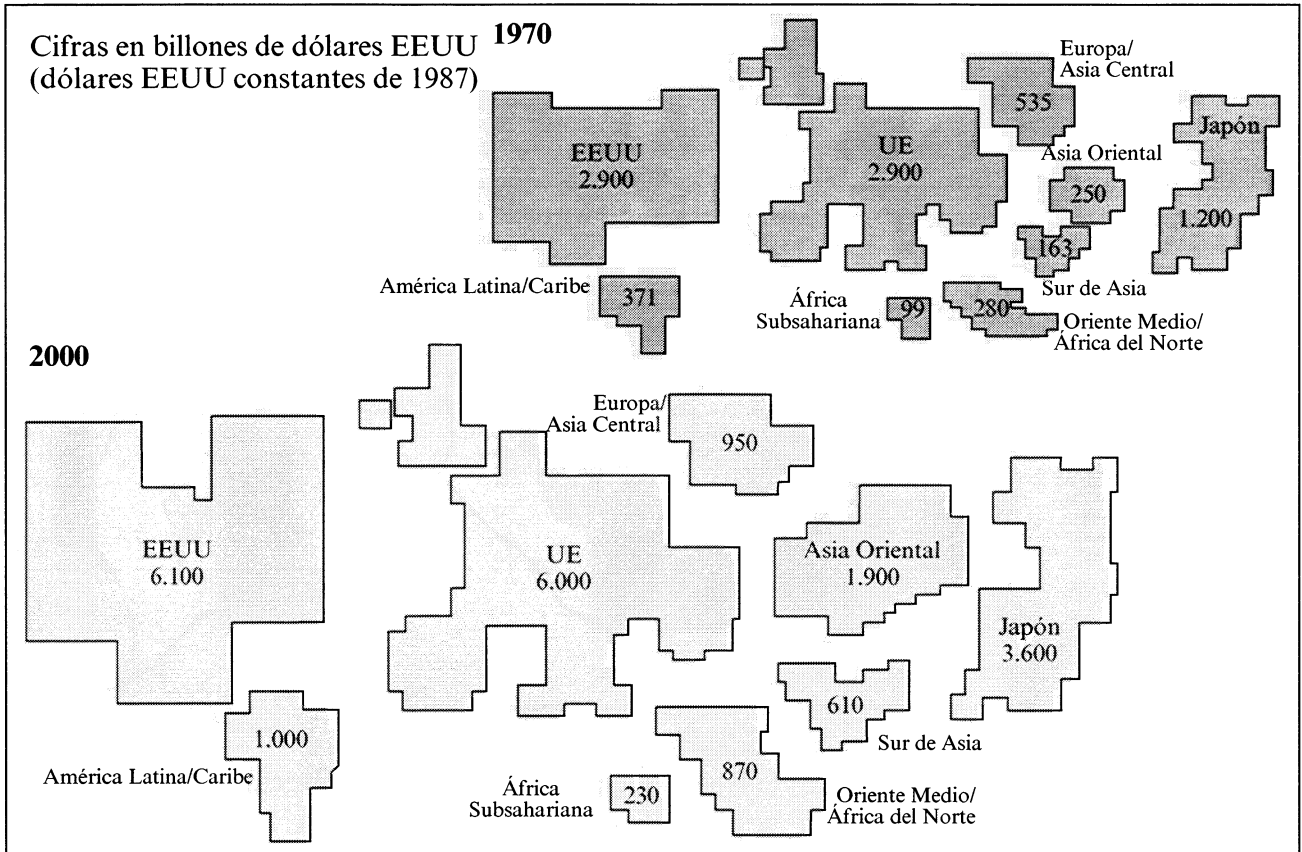 Cifras en billones de dólares EEUU
(dólares EEUU constantes de 1987)
1970
Europa/
Asia Central
535
EEUU
2.900
UE
2.900
Japón
1.200
Asia Oriental
250
163
Sur de Asia
América Latina/Caribe
371
África
Subsahariana
99
280
Oriente Medio/
África del Norte
2000
Europa/
Asia Central
950
EEUU
6.100
UE
6.000
Asia Oriental
1.900
Japón
3.600
610
Sur de Asia
1.000
América Latina/Caribe
África
Subsahariana
230
870
Oriente Medio/
África del Norte